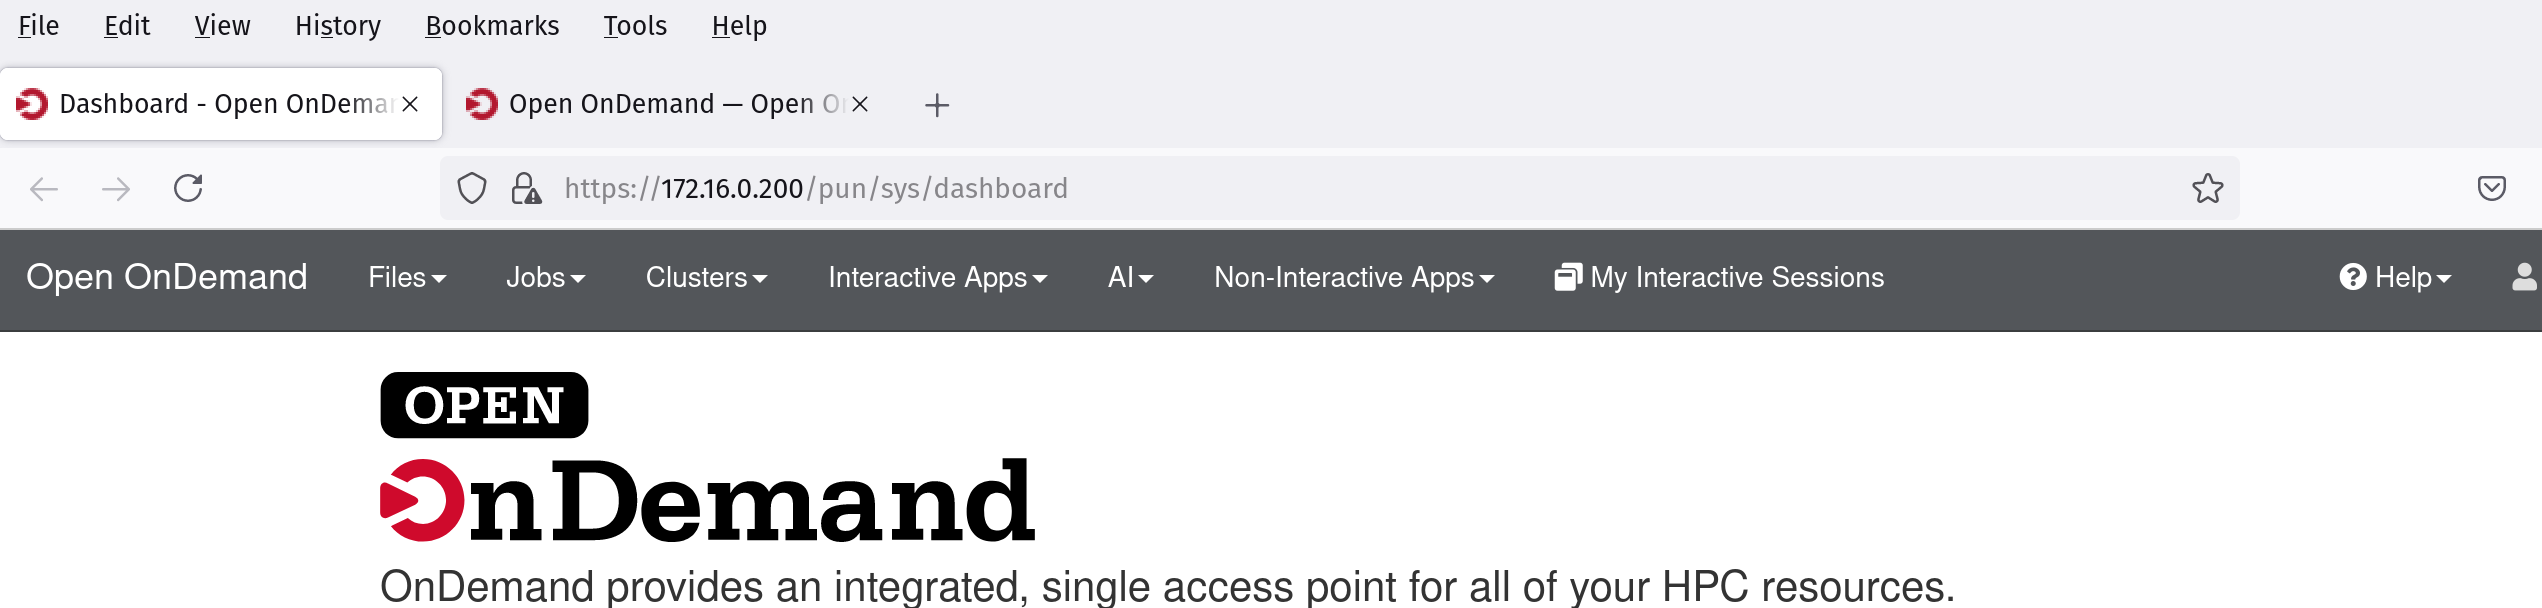 File Edit View History Bookmarks Tools Help
Dashboard - Open OnDema Open OnDemand — Open O
https://172.16.0.200/pun/sys/dashboard
Open OnDemand Files Jobs Clusters Interactive Apps AI Non-Interactive Apps My Interactive Sessions Help
OPEN
OnDemand
OnDemand provides an integrated, single access point for all of your HPC resources.